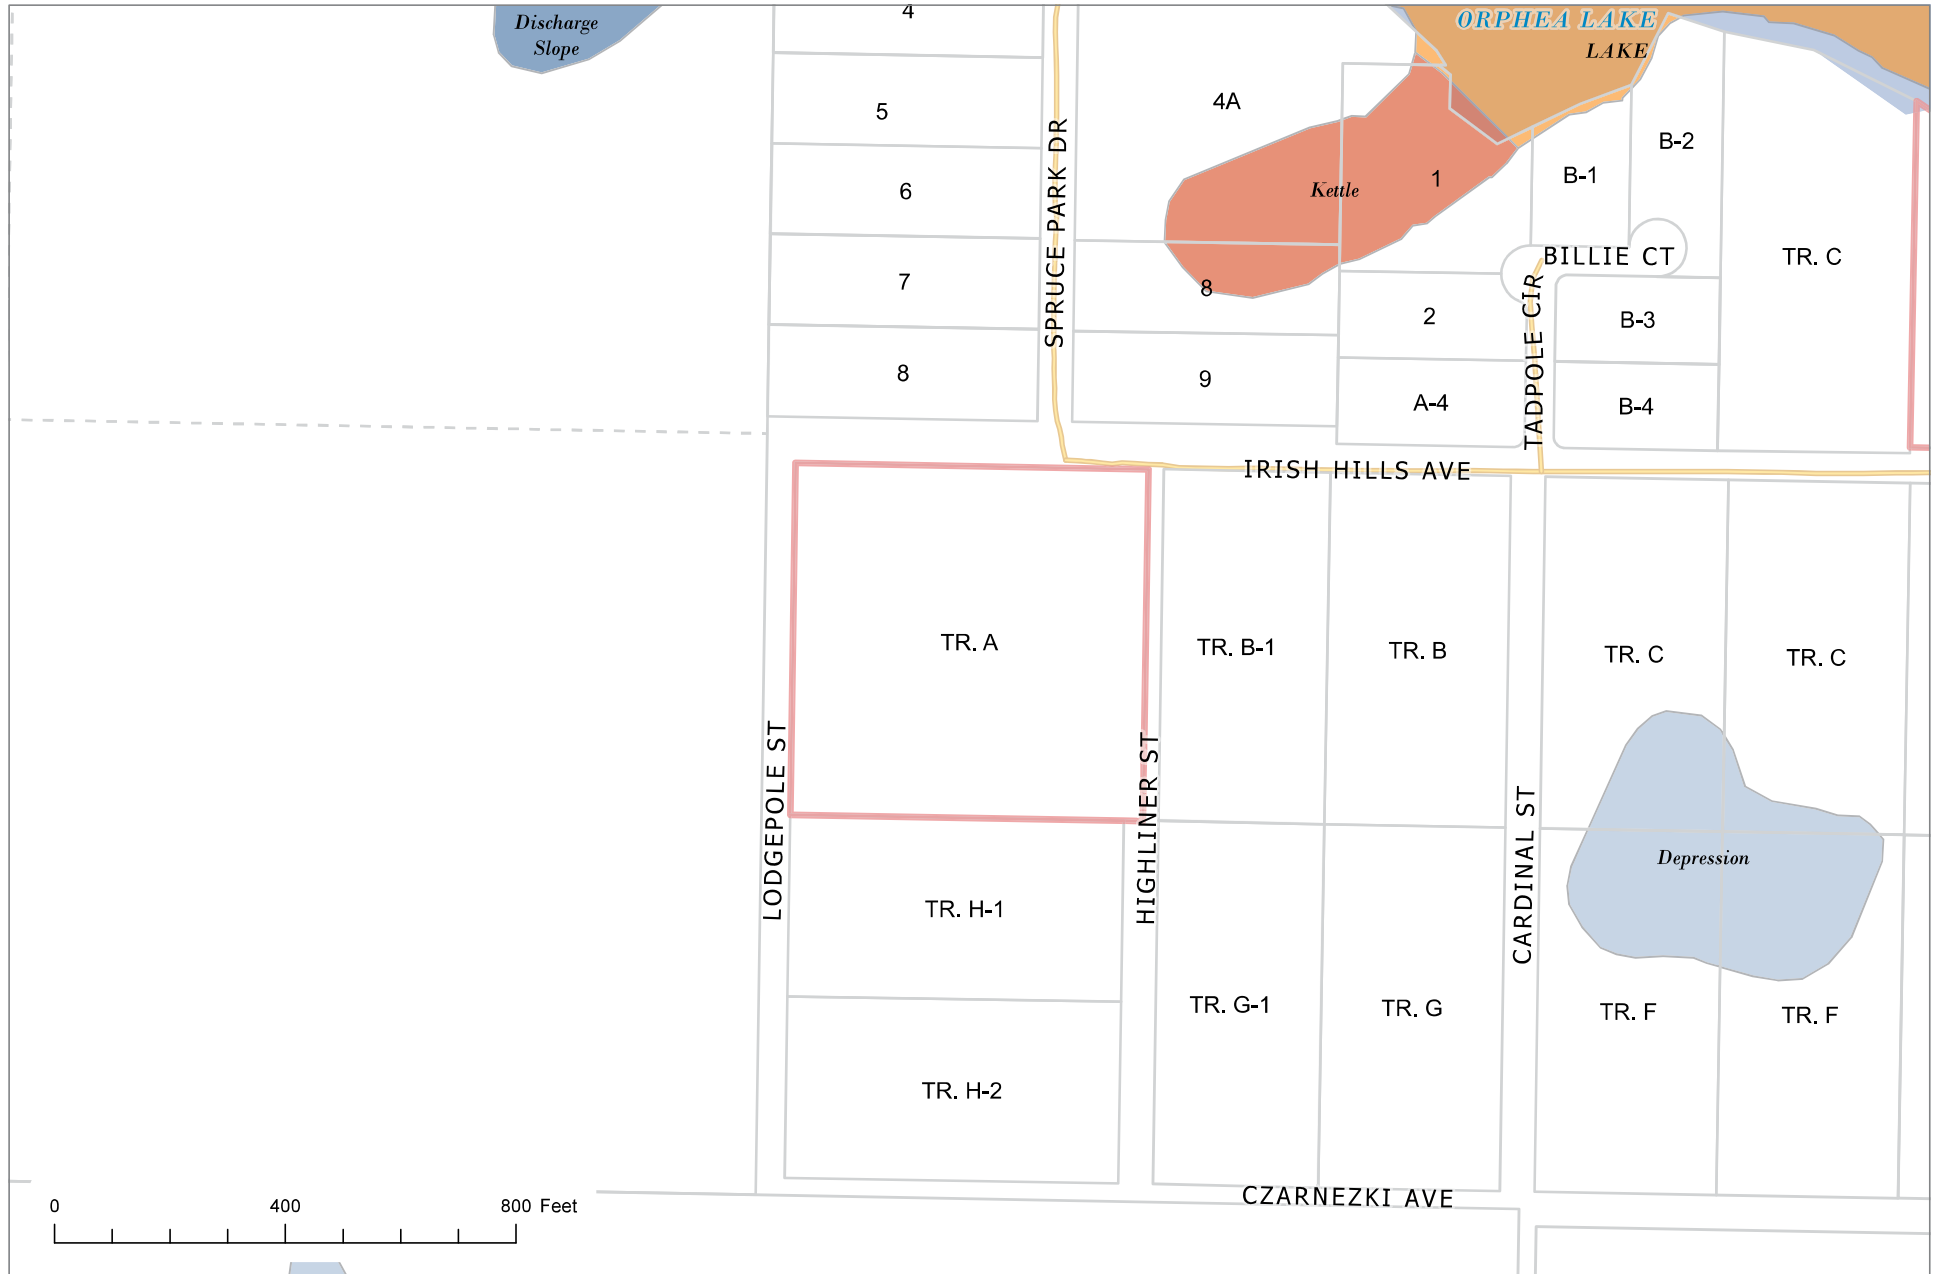 Discharge
Slope
4
ORPHEA LAKE
LAKE
5
4A
B-2
6
Kettle
1
B-1
SPRUCE PARK DR
7
8
BILLIE CT
TR. C
2
B-3
TADPOLE CIR
8
9
A-4
B-4
IRISH HILLS AVE
TR. A
TR. B-1
TR. B
TR. C
TR. C
LODGEPOLE ST
HIGHLINER ST
CARDINAL ST
Depression
TR. H-1
TR. G-1
TR. G
TR. F
TR. F
TR. H-2
CZARNEZKI AVE
0 400 800 Feet